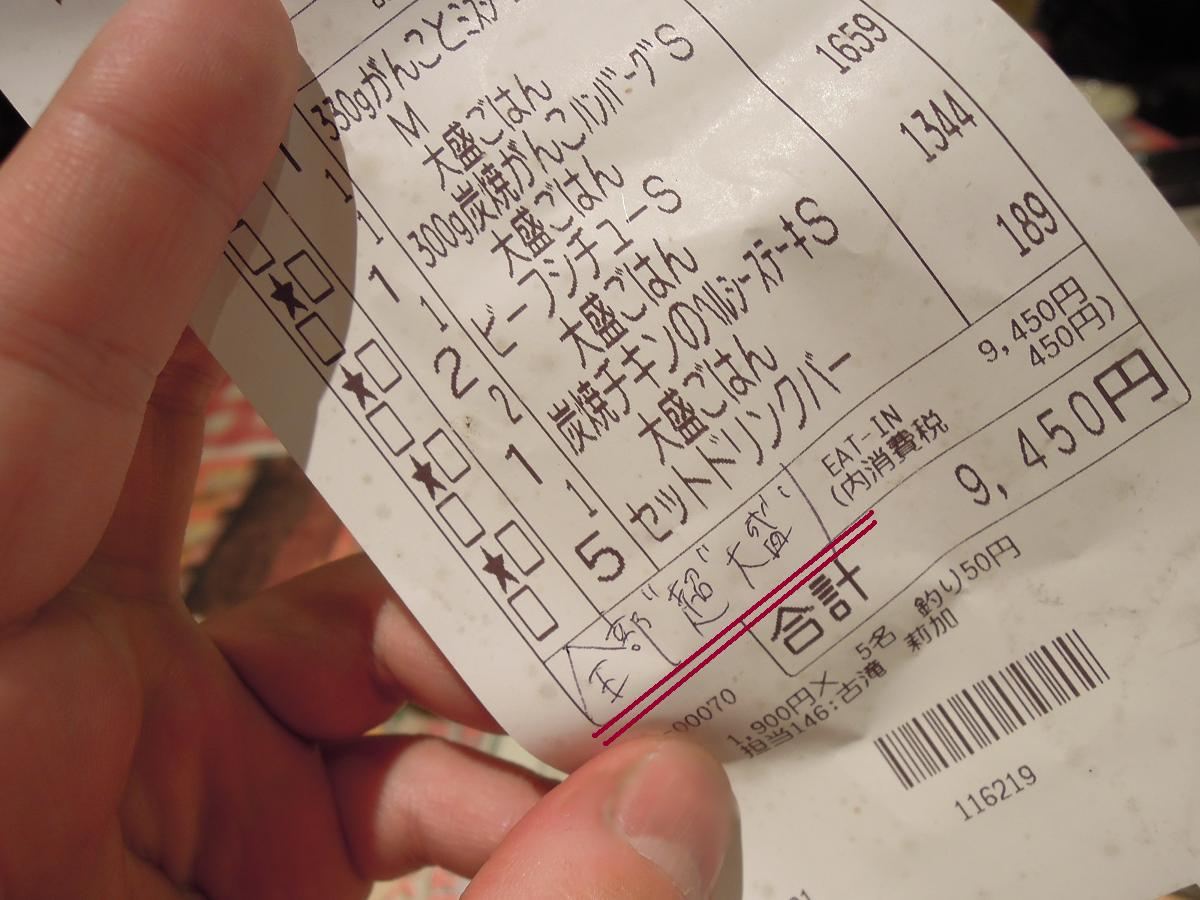 330gがんことミスジ
M
1 大盛ごはん
1 300g炭焼がんこハンバーグS 1659
1 大盛ごはん
1 ビーフシチューS 1344
1 大盛ごはん
2 炭焼チキンのヘルシーステーキS
2 大盛ごはん
1 セットドリンクバー 189
5
EAT-IN 9,450円
(内消費税 450円)
全部"超"大盛に
合計 9,450円
-00070
1,900円× 5名 釣り50円
担当146:古滝 莉加
116219